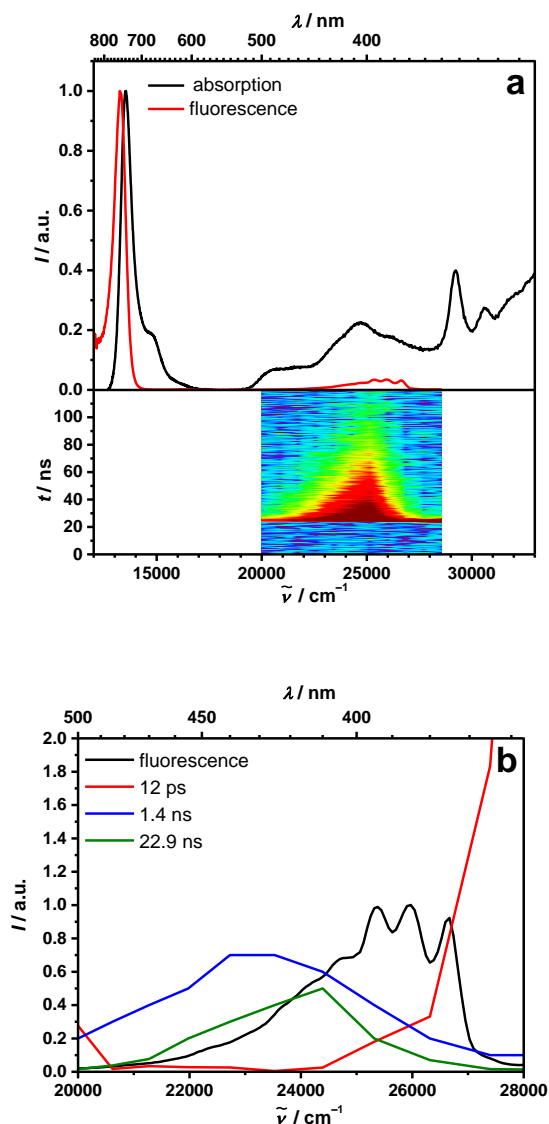 λ / nm
800 700 600 500 400
absorption
fluorescence
a
1.0
0.8
0.6
0.4
0.2
0.0
I / a.u.
100
80
60
40
20
0
t / ns
15000 20000 25000 30000
ν̃ / cm⁻¹
λ / nm
500 450 400
2.0
1.8
1.6
1.4
1.2
1.0
0.8
0.6
0.4
0.2
0.0
I / a.u.
fluorescence
12 ps
1.4 ns
22.9 ns
b
20000 22000 24000 26000 28000
ν̃ / cm⁻¹